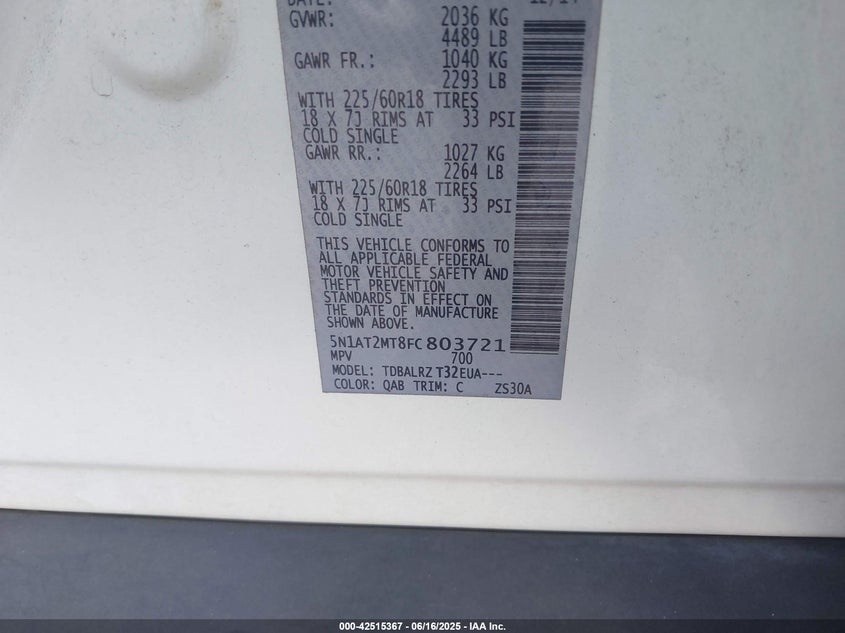 DATE: 12/14
GVWR: 2036 KG
4489 LB
GAWR FR.: 1040 KG
2293 LB
WITH 225/60R18 TIRES
18 X 7J RIMS AT 33 PSI
COLD SINGLE
GAWR RR.: 1027 KG
2264 LB
WITH 225/60R18 TIRES
18 X 7J RIMS AT 33 PSI
COLD SINGLE
THIS VEHICLE CONFORMS TO
ALL APPLICABLE FEDERAL
MOTOR VEHICLE SAFETY AND
THEFT PREVENTION
STANDARDS IN EFFECT ON
THE DATE OF MANUFACTURE
SHOWN ABOVE.
5N1AT2MT8FC803721
MPV 700
MODEL: TDBALRZ T32EUA---
COLOR: QAB TRIM: C ZS30A
000-42515367 - 06/16/2025 - IAA Inc.